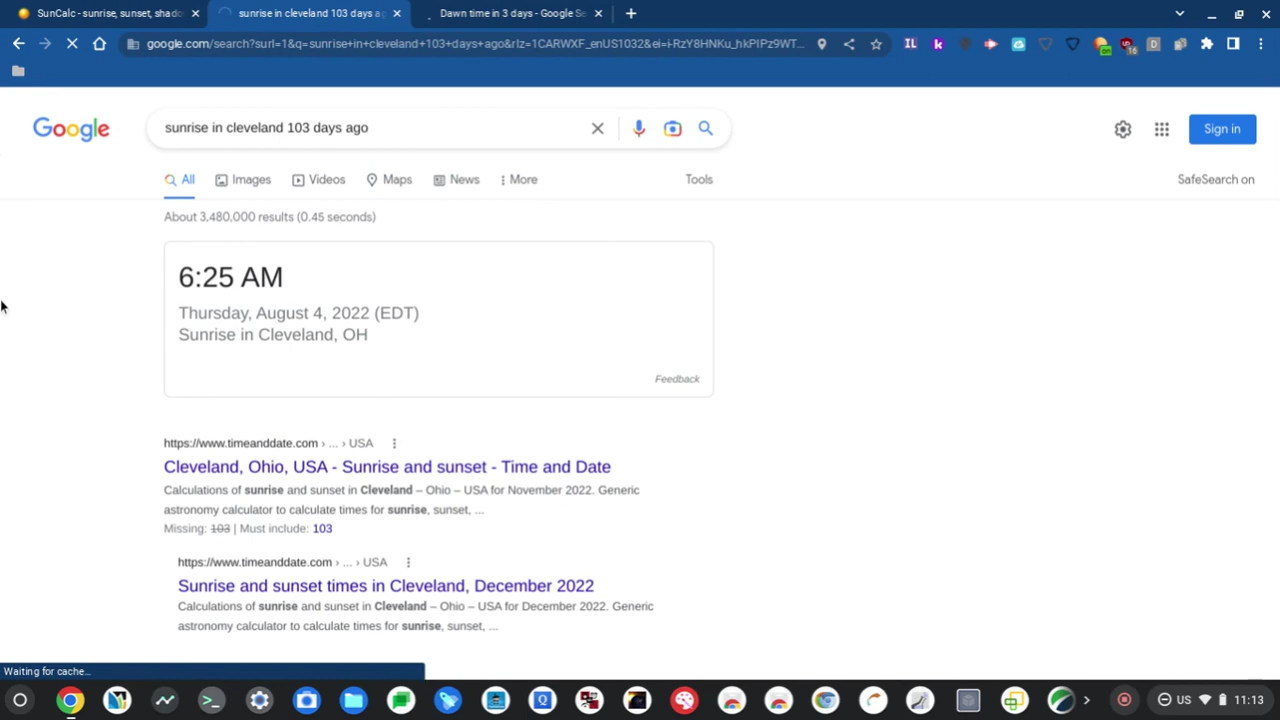 SunCalc - sunrise, sunset, shado
sunrise in cleveland 103 days ag
Dawn time in 3 days - Google Se
google.com/search?surl=1&q=sunrise+in+cleveland+103+days+ago&rlz=1CARWXF_enUS1032&ei=i-RzY8HNKu_hkPIPz9WT...
Google
sunrise in cleveland 103 days ago
Sign in
All Images Videos Maps News More Tools SafeSearch on
About 3,480,000 results (0.45 seconds)
6:25 AM
Thursday, August 4, 2022 (EDT)
Sunrise in Cleveland, OH
Feedback
https://www.timeanddate.com › ... › USA
Cleveland, Ohio, USA - Sunrise and sunset - Time and Date
Calculations of sunrise and sunset in Cleveland – Ohio – USA for November 2022. Generic
astronomy calculator to calculate times for sunrise, sunset, ...
Missing: 103 | Must include: 103
https://www.timeanddate.com › ... › USA
Sunrise and sunset times in Cleveland, December 2022
Calculations of sunrise and sunset in Cleveland – Ohio – USA for December 2022. Generic
astronomy calculator to calculate times for sunrise, sunset, ...
Waiting for cache...
US 11:13